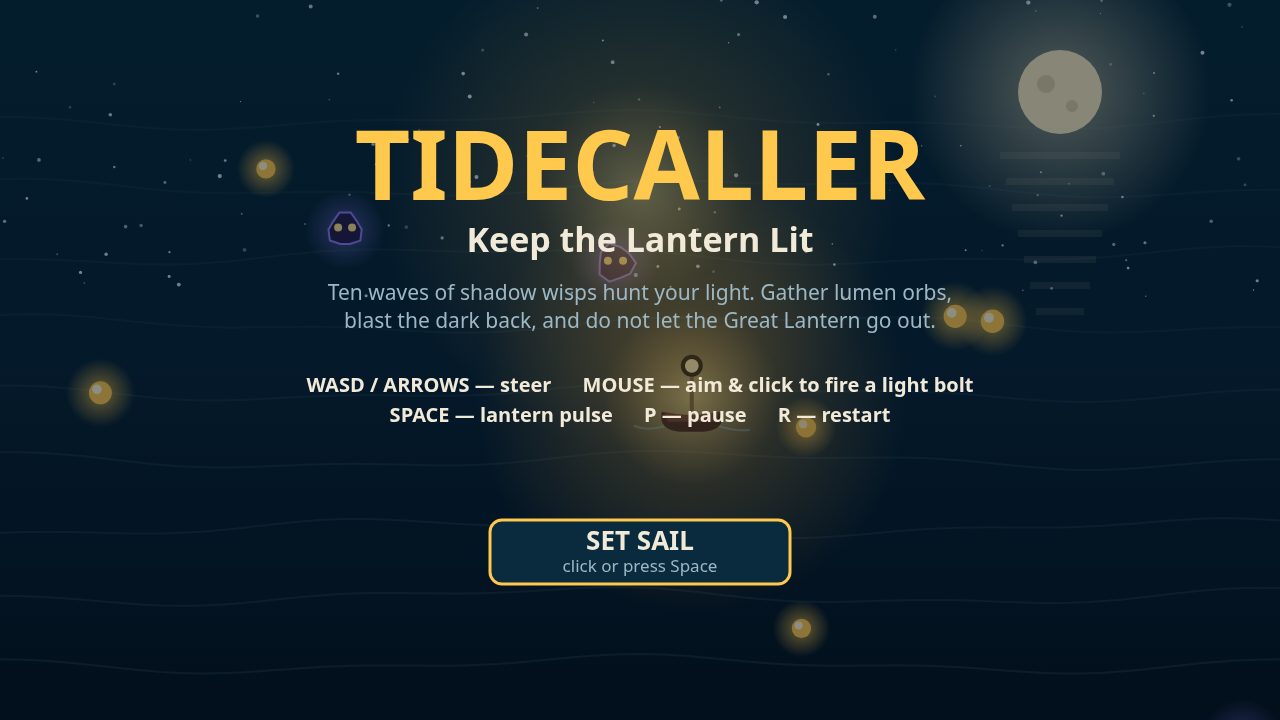 TIDECALLER
Keep the Lantern Lit
Ten waves of shadow wisps hunt your light. Gather lumen orbs,
blast the dark back, and do not let the Great Lantern go out.
WASD / ARROWS — steer MOUSE — aim & click to fire a light bolt
SPACE — lantern pulse P — pause R — restart
SET SAIL
click or press Space